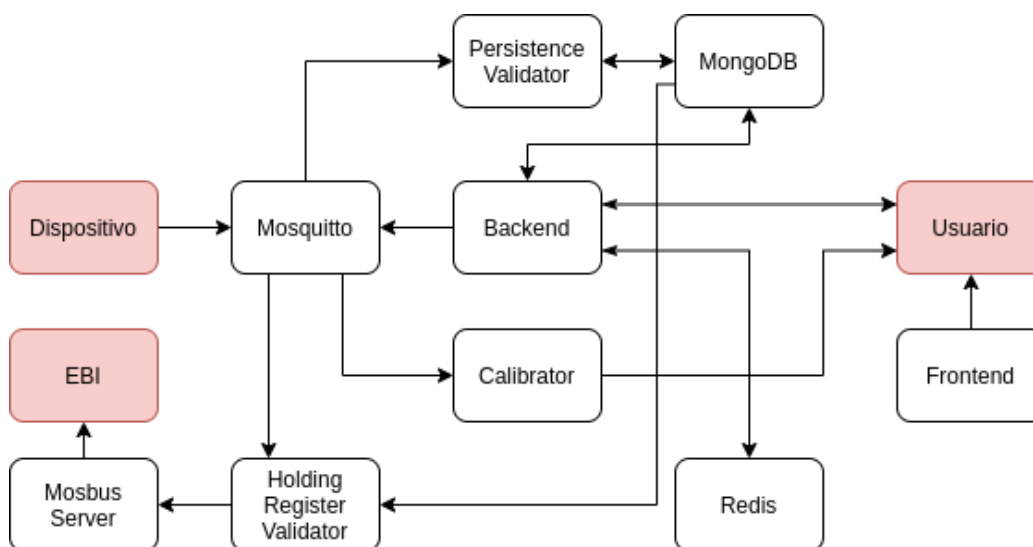 Persistence
Validator
MongoDB
Dispositivo
Mosquitto
Backend
Usuario
EBI
Calibrator
Frontend
Mosbus
Server
Holding
Register
Validator
Redis